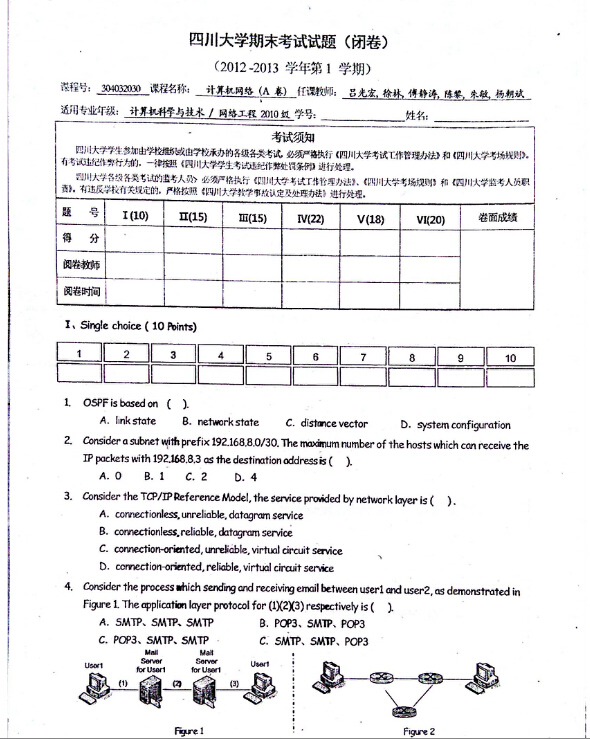 四川大学期末考试试题（闭卷）
（2012-2013 学年第1 学期）
课程号： 304032030 课程名称： 计算机网络（A 卷） 任课教师： 吕光宏, 徐林, 傅静涛, 陈黎, 朱敏, 杨朝斌
适用专业年级： 计算机科学与技术 / 网络工程 2010 级 学号： 姓名：
考试须知
四川大学学生参加由学校组织或由学校承办的各级各类考试，必须严格执行《四川大学考试工作管理办法》和《四川大学考场规则》。
有考试违纪作弊行为的，一律按照《四川大学学生考试违纪作弊处罚条例》进行处理。
四川大学各级各类考试的监考人员，必须严格执行《四川大学考试工作管理办法》、《四川大学考场规则》和《四川大学监考人员职
责》。有违反学校有关规定的，严格按照《四川大学教学事故认定及处理办法》进行处理。
题 号 I(10) II(15) III(15) IV(22) V(18) VI(20) 卷面成绩
得 分
阅卷教师
阅卷时间
I、Single choice ( 10 Points)
1 2 3 4 5 6 7 8 9 10
1. OSPF is based on ( ).
A. link state B. network state C. distance vector D. system configuration
2. Consider a subnet with prefix 192.168.8.0/30. The maximum number of the hosts which can receive the
IP packets with 192.168.8.3 as the destination address is ( ).
A. 0 B. 1 C. 2 D. 4
3. Consider the TCP/IP Reference Model, the service provided by network layer is ( ).
A. connectionless, unreliable, datagram service
B. connectionless, reliable, datagram service
C. connection-oriented, unreliable, virtual circuit service
D. connection-oriented, reliable, virtual circuit service
4. Consider the process which sending and receiving email between user1 and user2, as demonstrated in
Figure 1. The application layer protocol for (1)(2)(3) respectively is ( ).
A. SMTP、SMTP、SMTP B. POP3、SMTP、POP3
C. POP3、SMTP、SMTP C. SMTP、SMTP、POP3
User1 Mail Server for User1 Mail Server for User1 User1
(1) (2) (3)
Figure 1 Figure 2